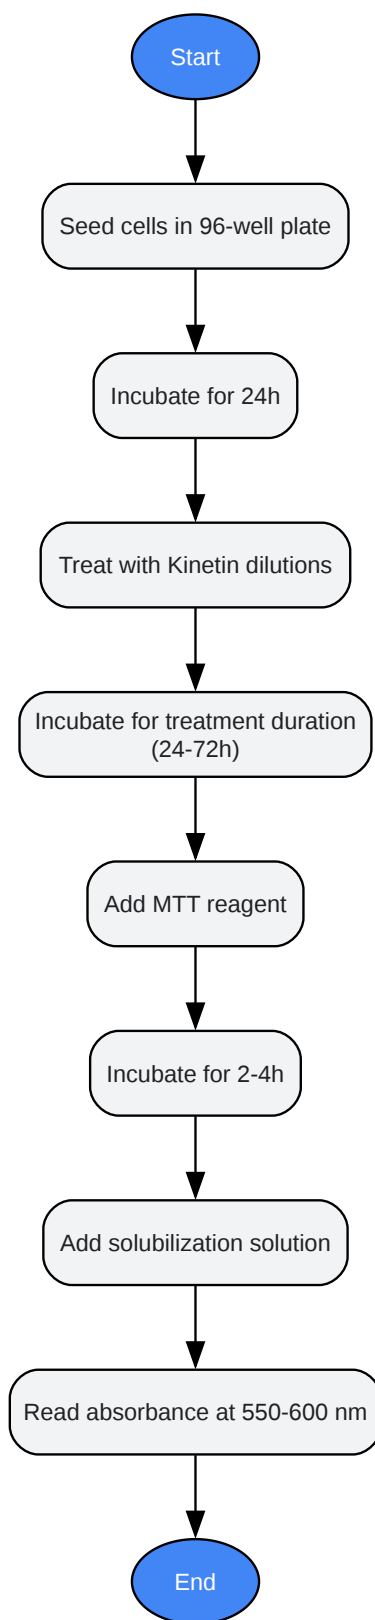 Start
Seed cells in 96-well plate
Incubate for 24h
Treat with Kinetin dilutions
Incubate for treatment duration
(24-72h)
Add MTT reagent
Incubate for 2-4h
Add solubilization solution
Read absorbance at 550-600 nm
End